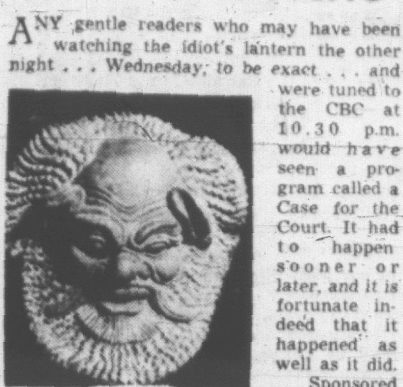 ANY gentle readers who may have been
watching the idiot's lantern the other
night . . . Wednesday, to be exact . . . and
were tuned to
the CBC at
10.30 p.m.
would have
seen a pro-
gram called a
Case for the
Court. It had
to happen
sooner or
later, and it is
fortunate in-
deed that it
happened as
well as it did.
Sponsored